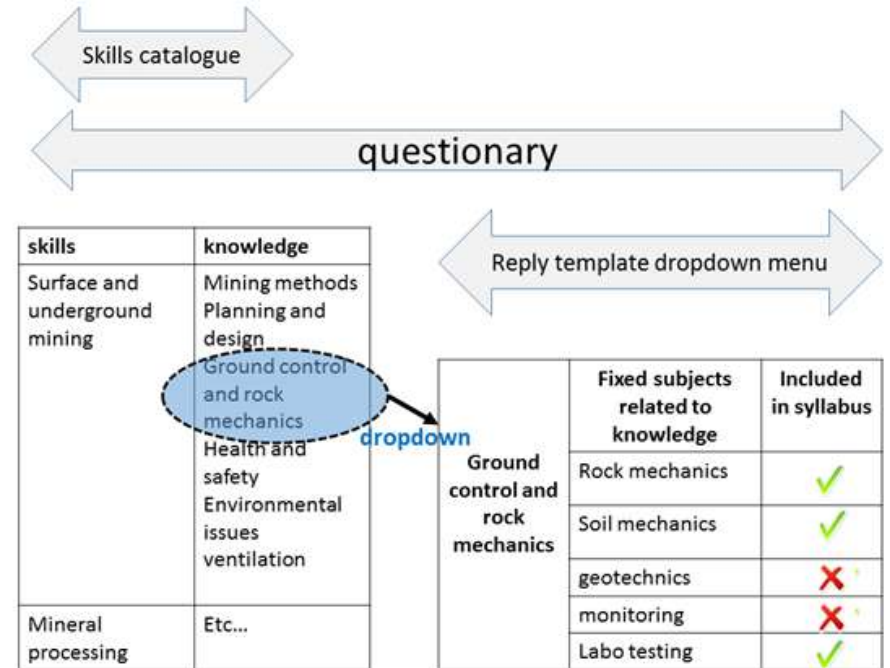 Skills catalogue
questionary
Reply template dropdown menu
skills
knowledge
Surface and
underground
mining
Mining methods
Planning and
design
Ground control
and rock
mechanics
Health and
safety
Environmental
issues
ventilation
Mineral
processing
Etc...
dropdown
Ground
control and
rock
mechanics
Fixed subjects
related to
knowledge
Included
in syllabus
Rock mechanics
Soil mechanics
geotechnics
monitoring
Labo testing